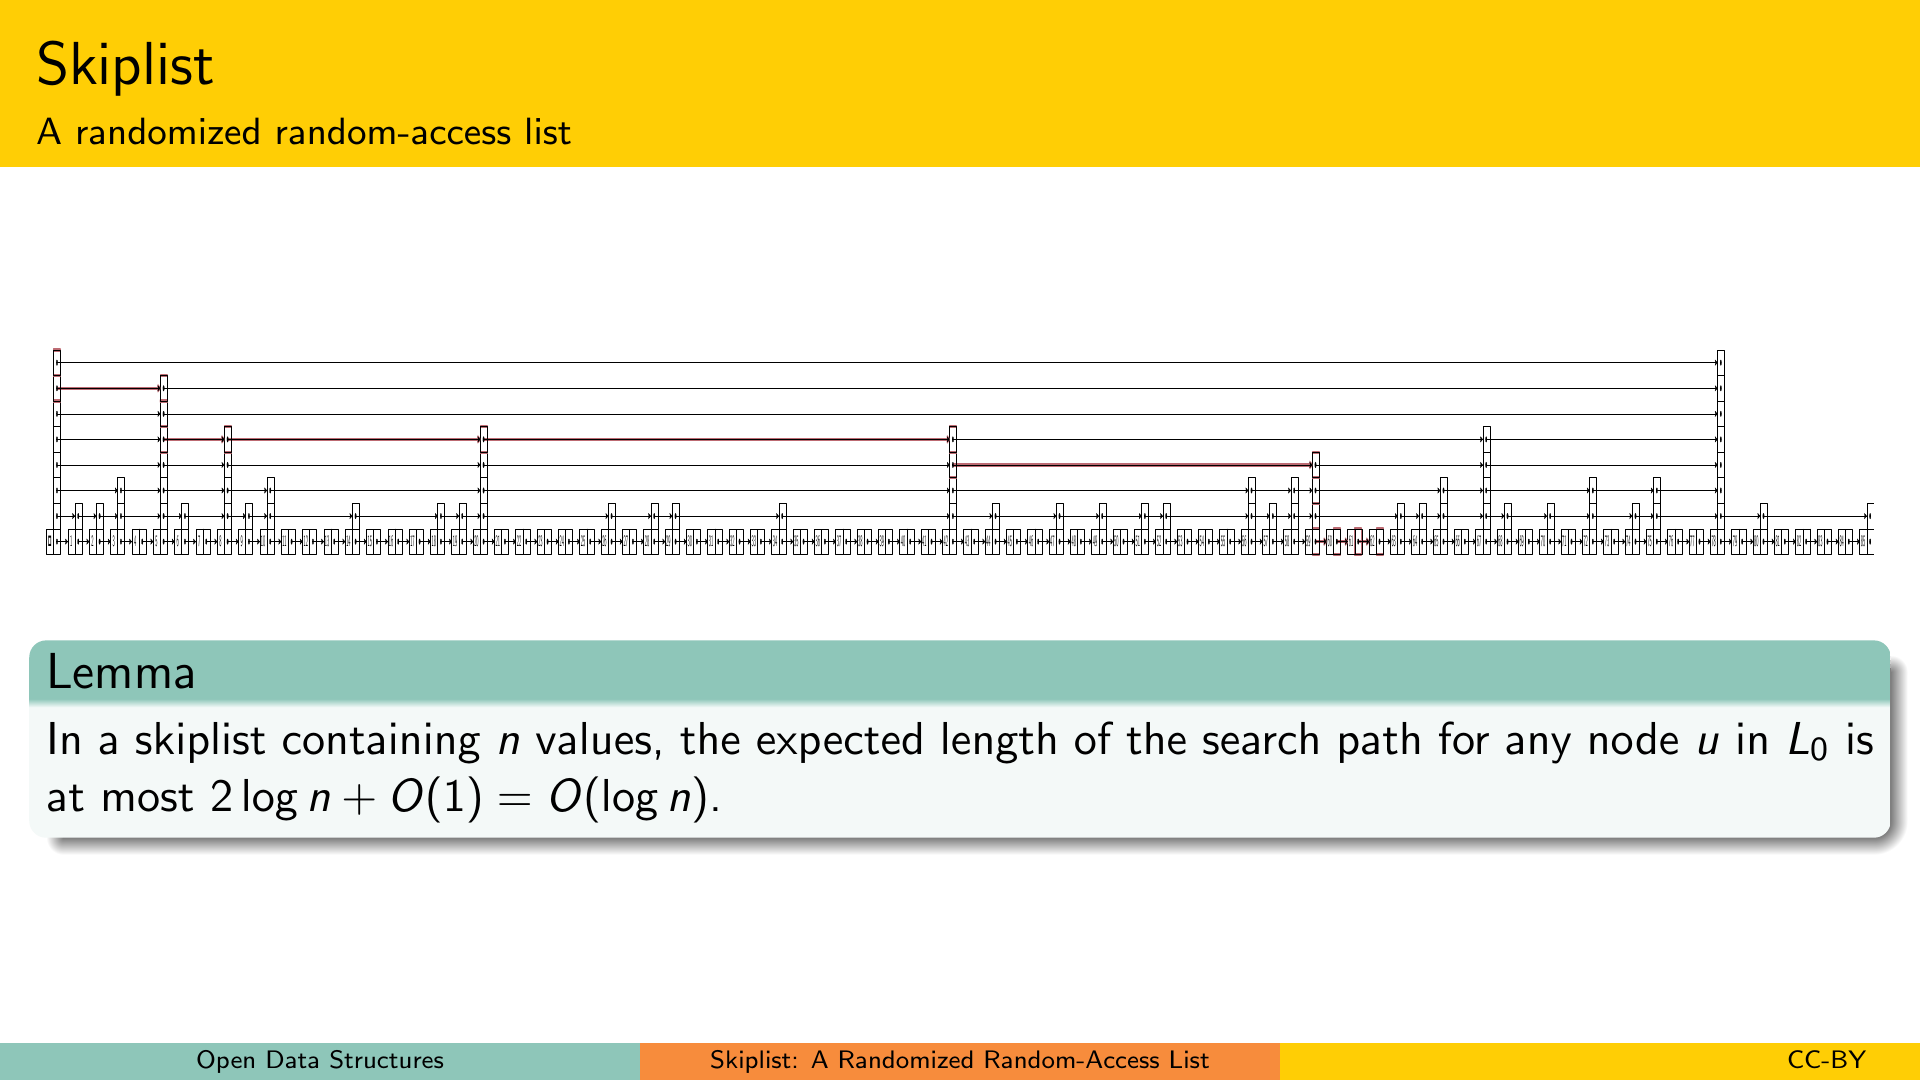 Skiplist
A randomized random-access list
Lemma
In a skiplist containing n values, the expected length of the search path for any node u in L₀ is
at most 2 log n + O(1) = O(log n).
Open Data Structures
Skiplist: A Randomized Random-Access List
CC-BY